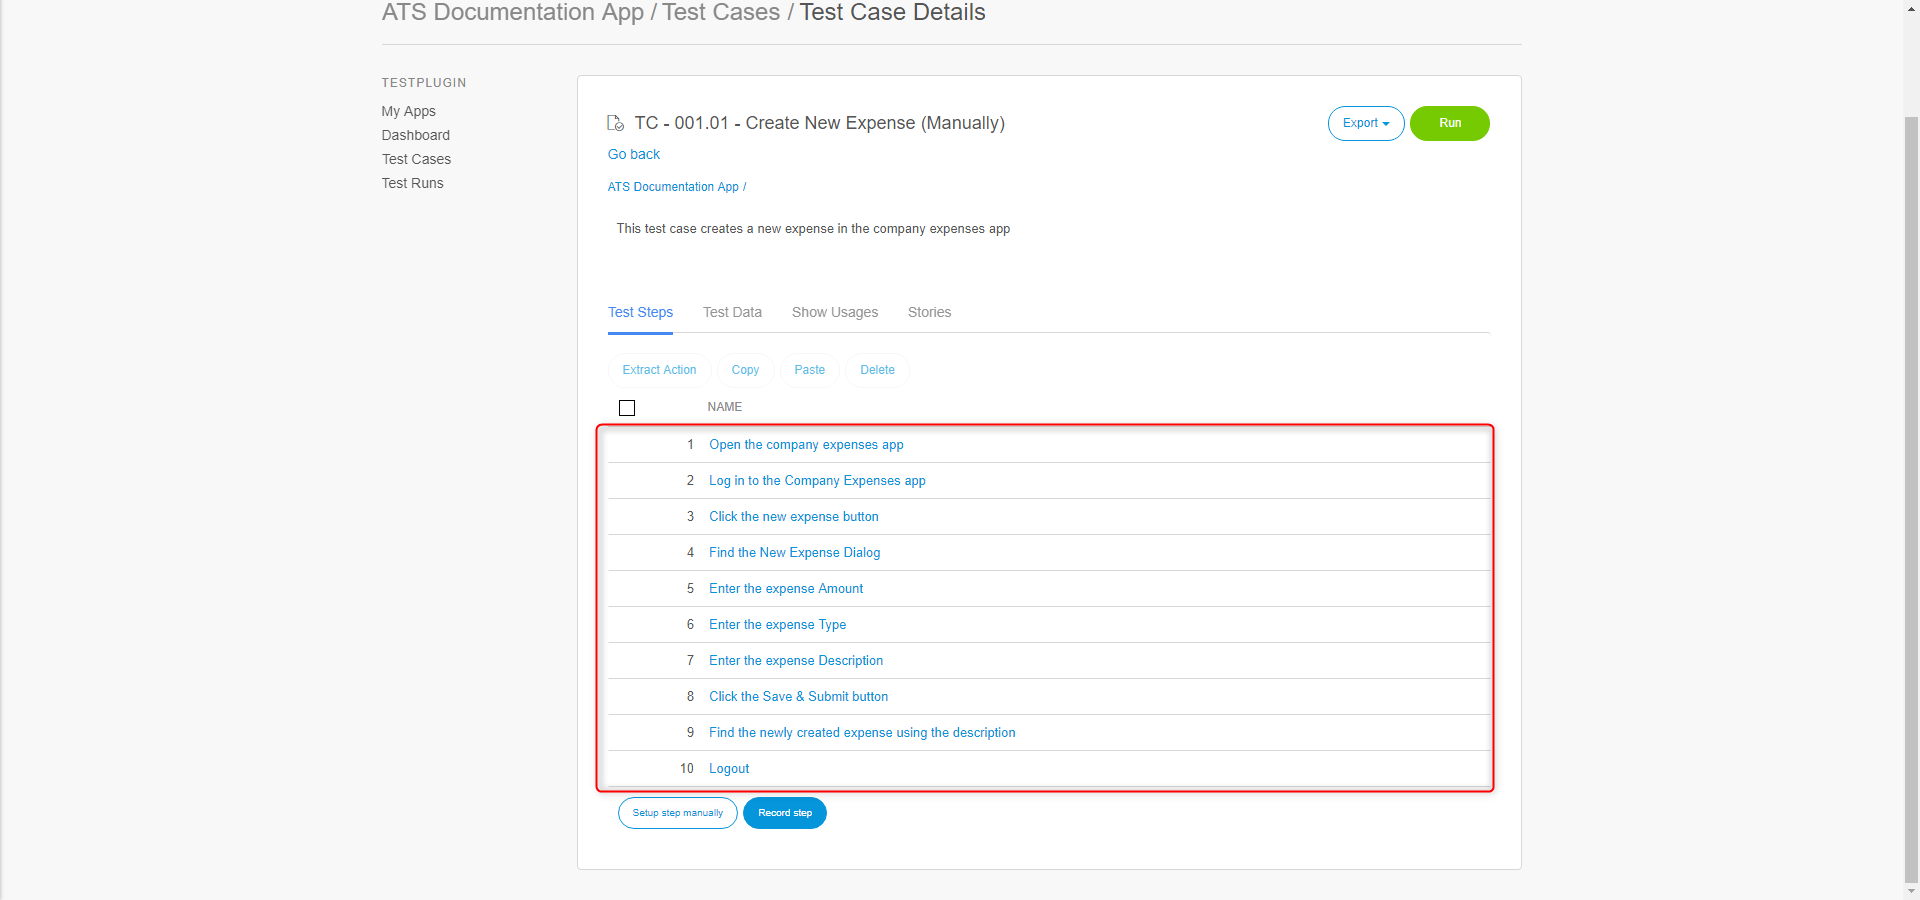 ATS Documentation App / Test Cases / Test Case Details
TESTPLUGIN
My Apps
Dashboard
Test Cases
Test Runs
TC - 001.01 - Create New Expense (Manually)
Export
Run
Go back
ATS Documentation App /
This test case creates a new expense in the company expenses app
Test Steps Test Data Show Usages Stories
Extract Action Copy Paste Delete
NAME
1 Open the company expenses app
2 Log in to the Company Expenses app
3 Click the new expense button
4 Find the New Expense Dialog
5 Enter the expense Amount
6 Enter the expense Type
7 Enter the expense Description
8 Click the Save & Submit button
9 Find the newly created expense using the description
10 Logout
Setup step manually Record step